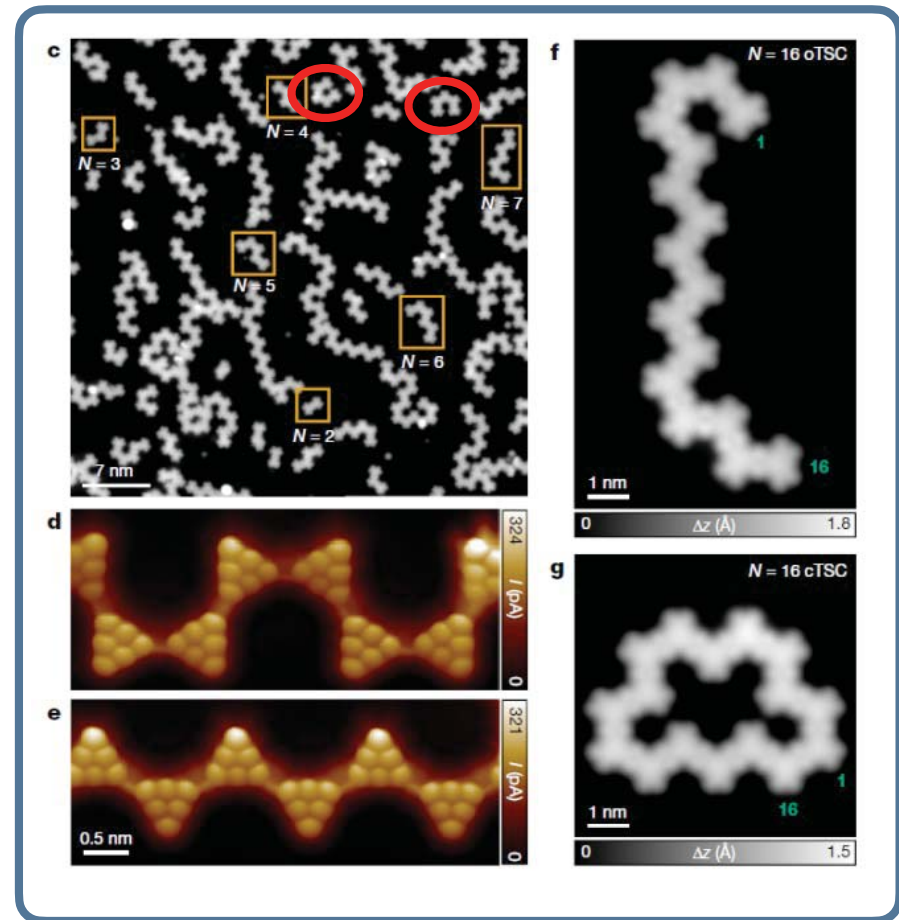 c
N = 4
N = 3
N = 7
N = 5
N = 6
N = 2
7 nm
d
324
I (pA)
0
e
321
I (pA)
0
0.5 nm
f
N = 16 oTSC
1
16
1 nm
0
Δz (Å)
1.8
g
N = 16 cTSC
1
16
1 nm
0
Δz (Å)
1.5